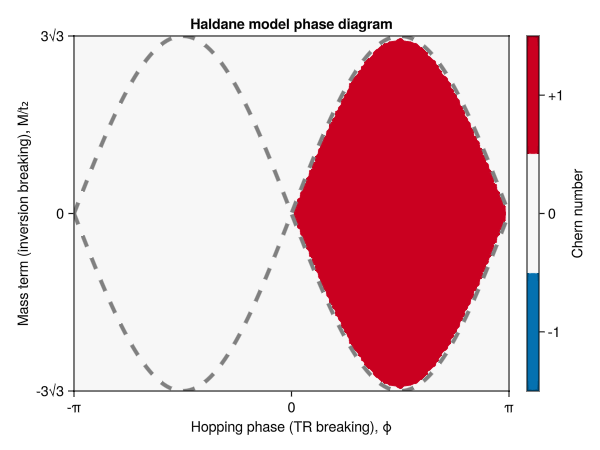 Haldane model phase diagram
3√3
0
-3√3
Mass term (inversion breaking), M/t₂
-π
0
π
Hopping phase (TR breaking), ϕ
+1
0
-1
Chern number